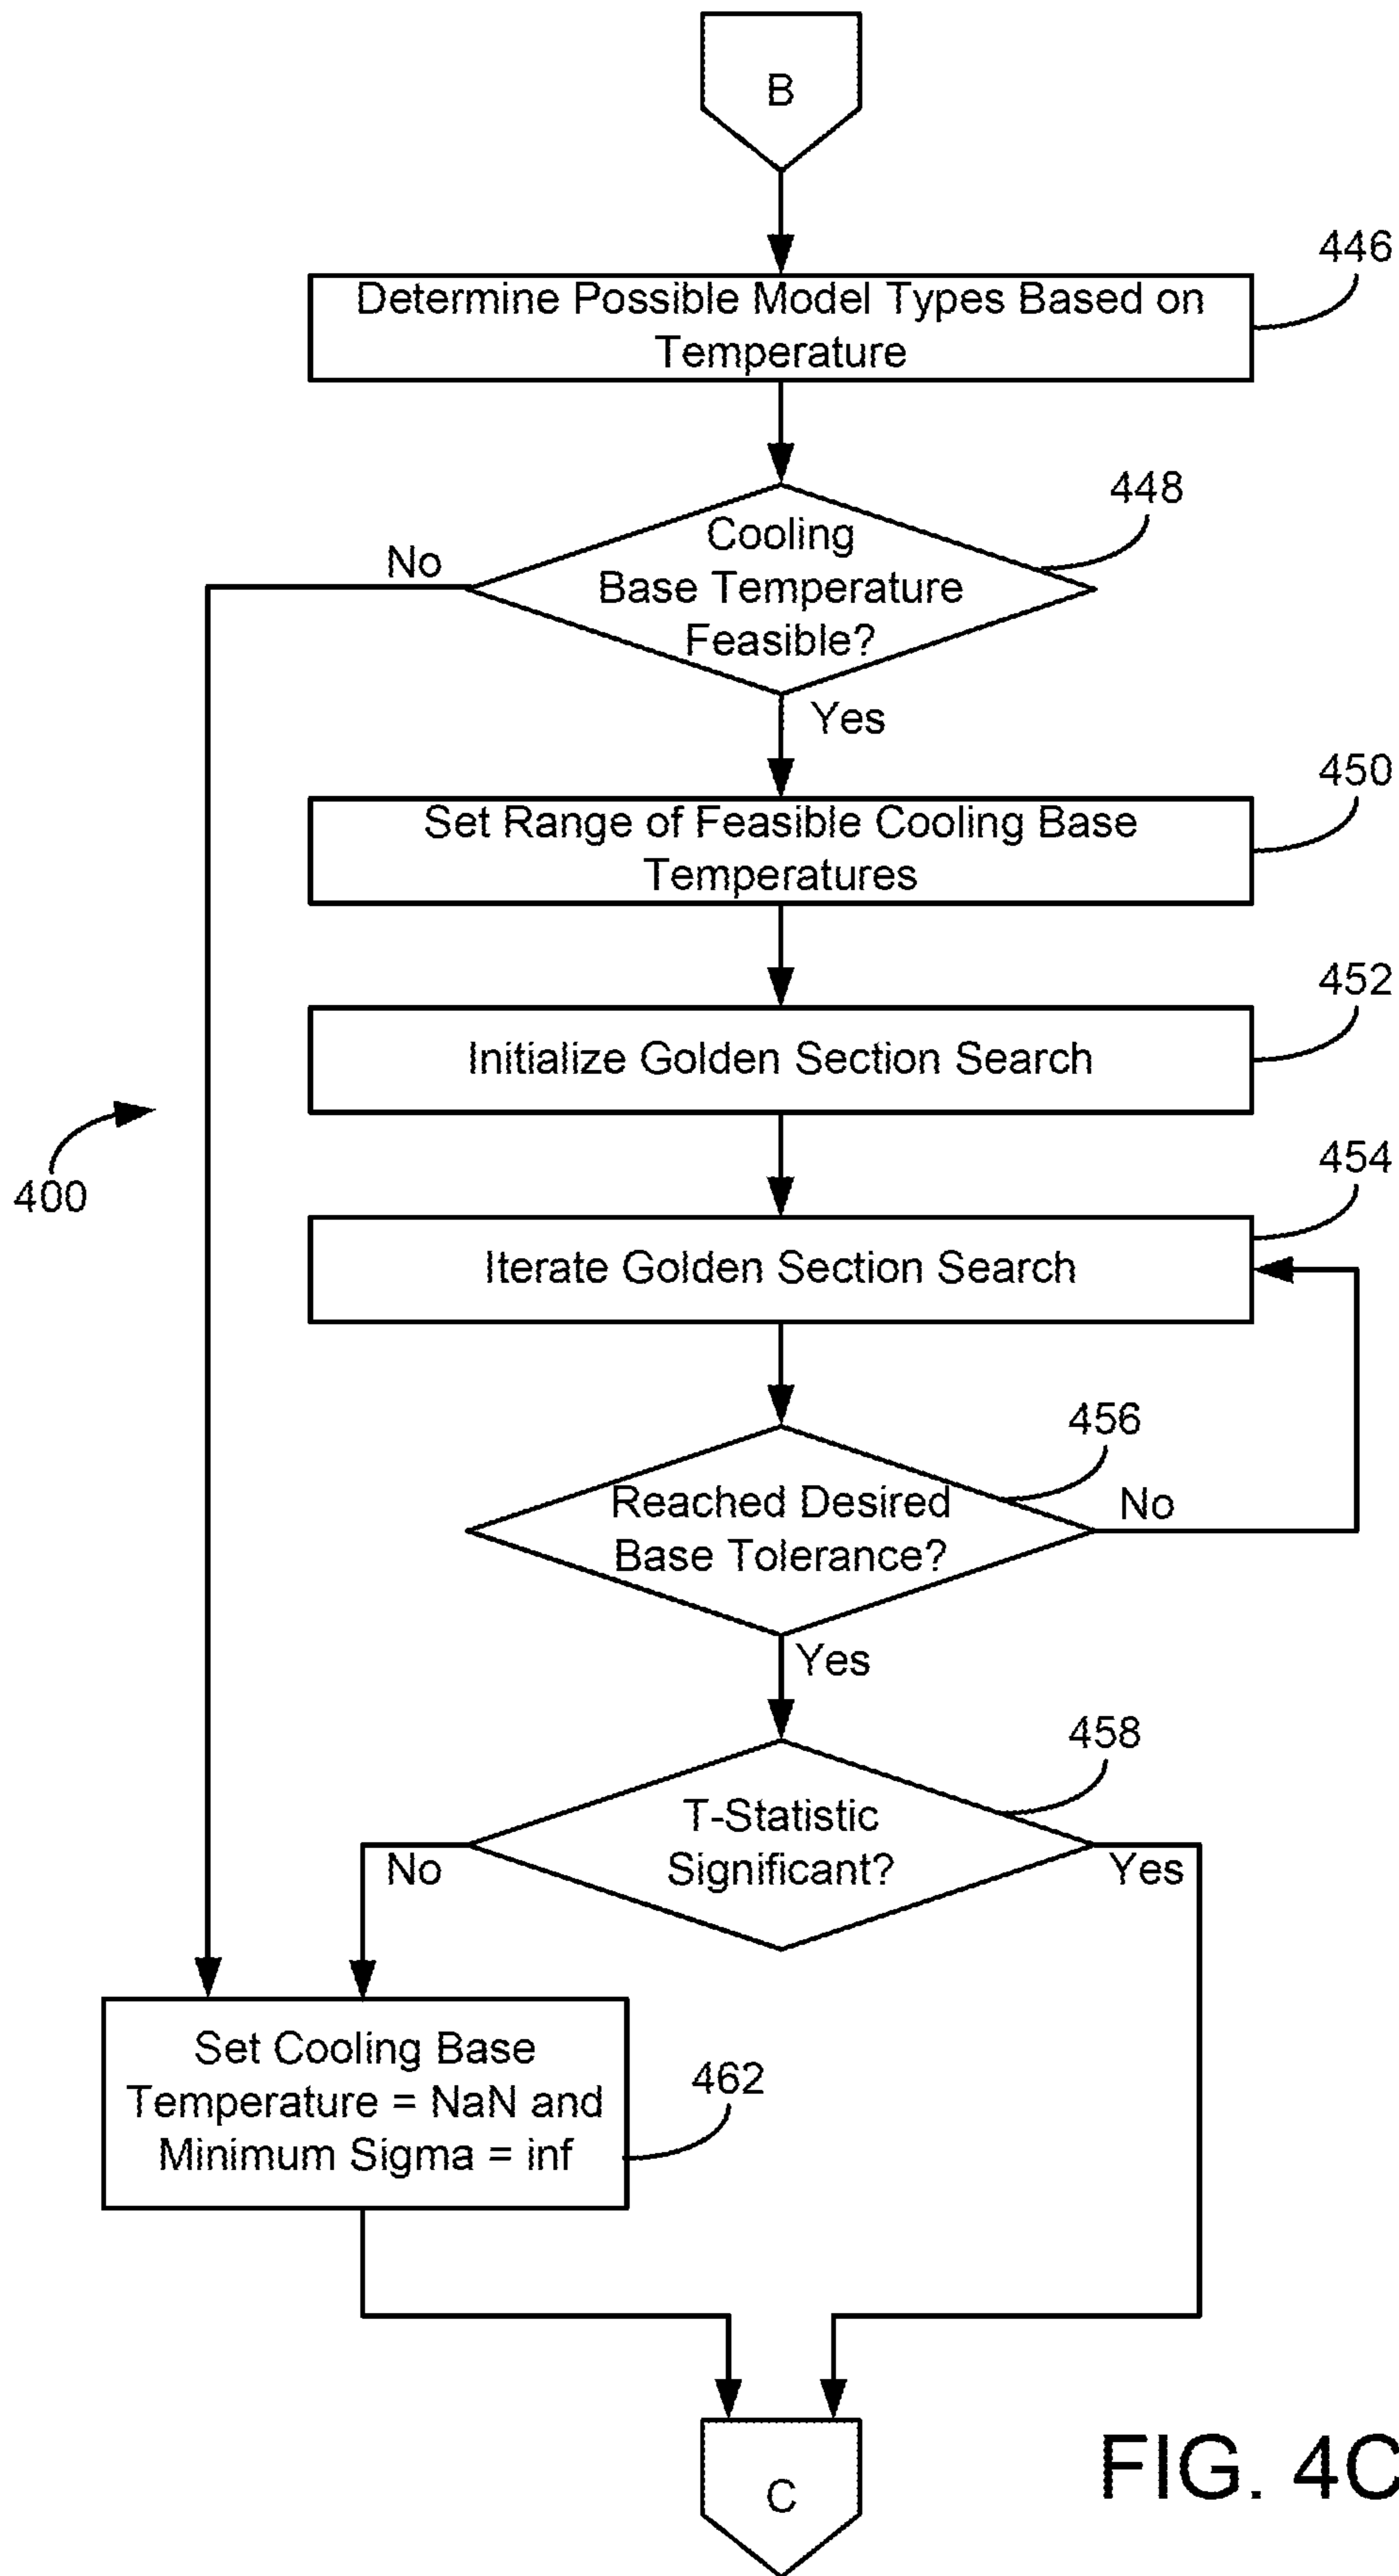 B
446
Determine Possible Model Types Based on
Temperature
448
Cooling
Base Temperature
Feasible?
No
Yes
450
Set Range of Feasible Cooling Base
Temperatures
452
Initialize Golden Section Search
400
454
Iterate Golden Section Search
456
Reached Desired
Base Tolerance?
No
Yes
458
T-Statistic
Significant?
No
Yes
Set Cooling Base
Temperature = NaN and
Minimum Sigma = inf
462
C
FIG. 4C